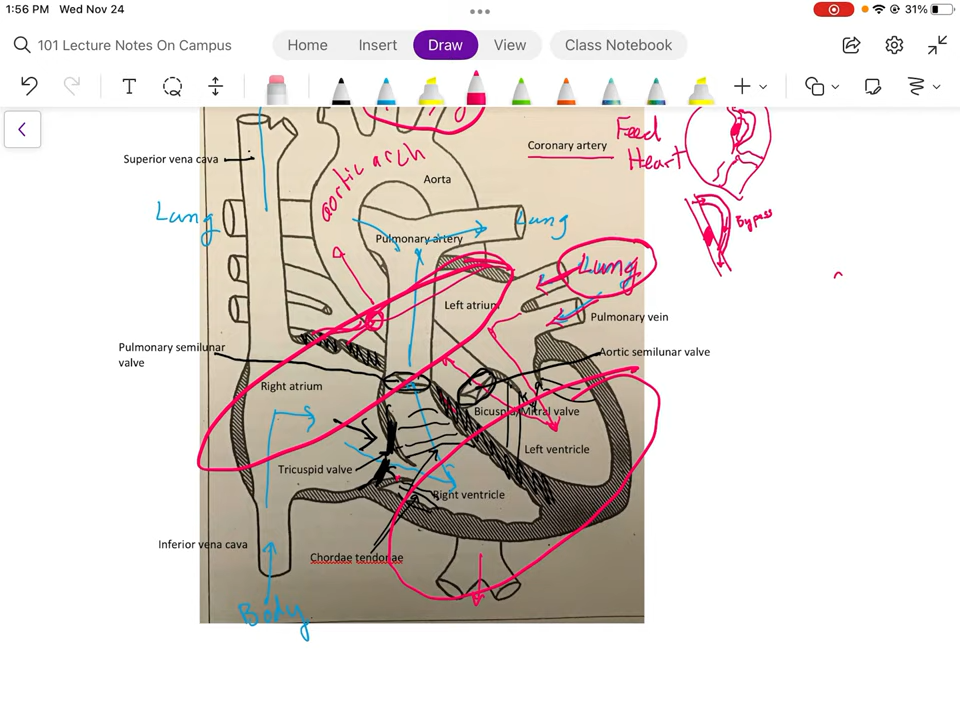 1:56 PM Wed Nov 24
31%
101 Lecture Notes On Campus
Home Insert Draw View Class Notebook
Superior vena cava
Coronary artery
Feed
Heart
aortic arch
Aorta
Lung
Lung
Bypass
Pulmonary artery
Lung
Left atrium
Pulmonary vein
Pulmonary semilunar
valve
Aortic semilunar valve
Right atrium
Bicuspid/Mitral valve
Left ventricle
Tricuspid valve
Right ventricle
Inferior vena cava
Chordae tendonae
Body